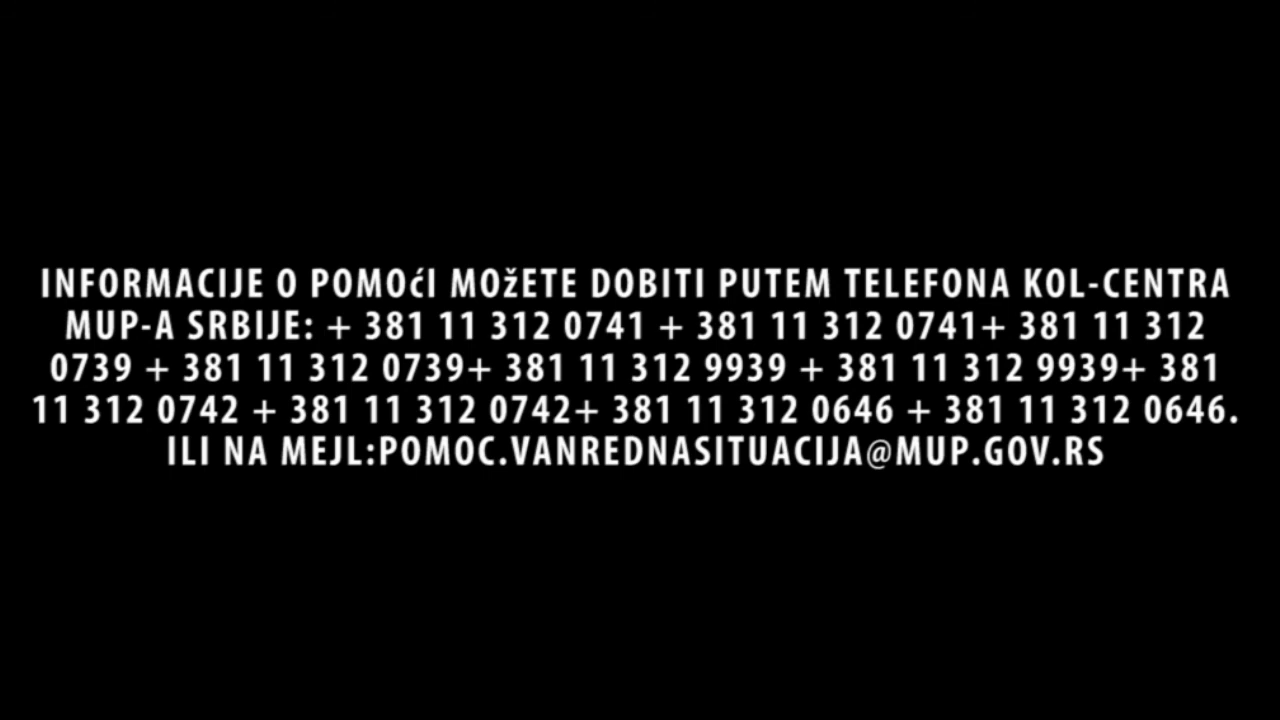 INFORMACIJE O POMOćI MOžETE DOBITI PUTEM TELEFONA KOL-CENTRA
MUP-A SRBIJE: + 381 11 312 0741 + 381 11 312 0741+ 381 11 312
0739 + 381 11 312 0739+ 381 11 312 9939 + 381 11 312 9939+ 381
11 312 0742 + 381 11 312 0742+ 381 11 312 0646 + 381 11 312 0646.
ILI NA MEJL:POMOC.VANREDNASITUACIJA@MUP.GOV.RS